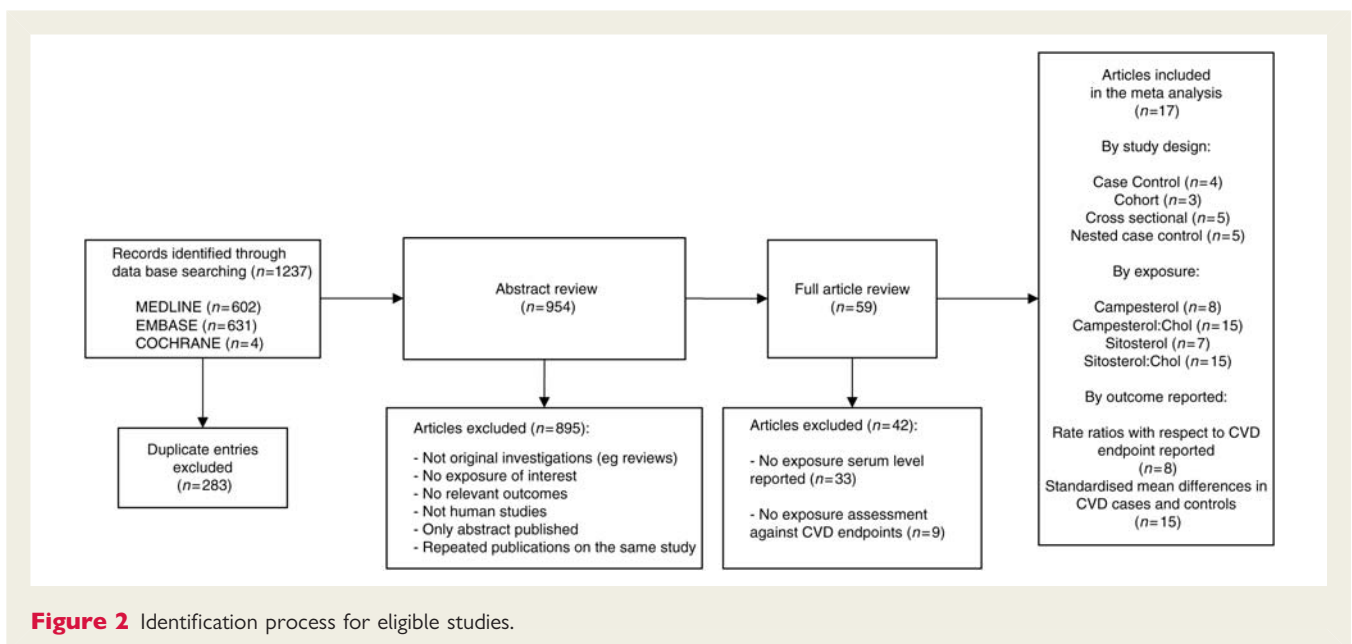 Records identified through
data base searching (n=1237)
MEDLINE (n=602)
EMBASE (n=631)
COCHRANE (n=4)
Duplicate entries
excluded
(n=283)
Abstract review
(n=954)
Articles excluded (n=895):
- Not original investigations (eg reviews)
- No exposure of interest
- No relevant outcomes
- Not human studies
- Only abstract published
- Repeated publications on the same study
Full article review
(n=59)
Articles excluded (n=42):
- No exposure serum level
reported (n=33)
- No exposure assessment
against CVD endpoints (n=9)
Articles included
in the meta analysis
(n=17)
By study design:
Case Control (n=4)
Cohort (n=3)
Cross sectional (n=5)
Nested case control (n=5)
By exposure:
Campesterol (n=8)
Campesterol:Chol (n=15)
Sitosterol (n=7)
Sitosterol:Chol (n=15)
By outcome reported:
Rate ratios with respect to CVD
endpoint reported
(n=8)
Standardised mean differences in
CVD cases and controls
(n=15)
Figure 2 Identification process for eligible studies.